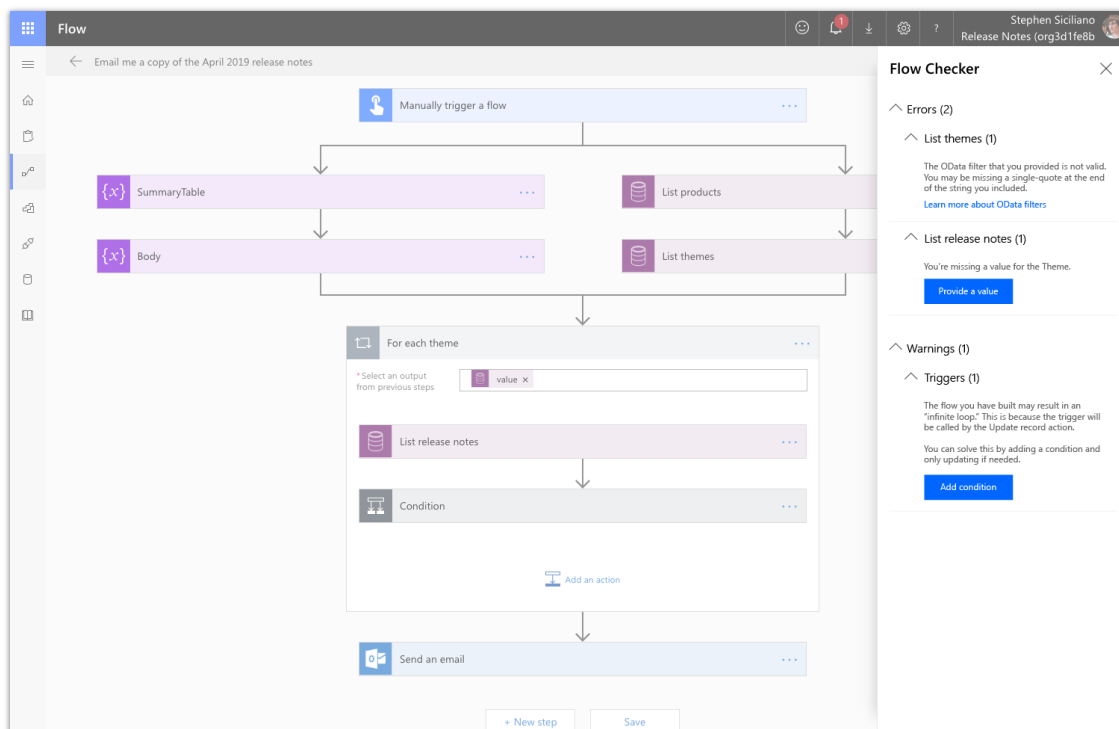 Flow
1
?
Stephen Siciliano
Release Notes (org3d1fe8b
Email me a copy of the April 2019 release notes
Manually trigger a flow
{x} SummaryTable
List products
{x} Body
List themes
For each theme
*Select an output
from previous steps
value ×
List release notes
Condition
Add an action
Send an email
+ New step
Save
Flow Checker
Errors (2)
List themes (1)
The OData filter that you provided is not valid.
You may be missing a single-quote at the end
of the string you included.
Learn more about OData filters
List release notes (1)
You're missing a value for the Theme.
Provide a value
Warnings (1)
Triggers (1)
The flow you have built may result in an
"infinite loop." This is because the trigger will
be called by the Update record action.
You can solve this by adding a condition and
only updating if needed.
Add condition